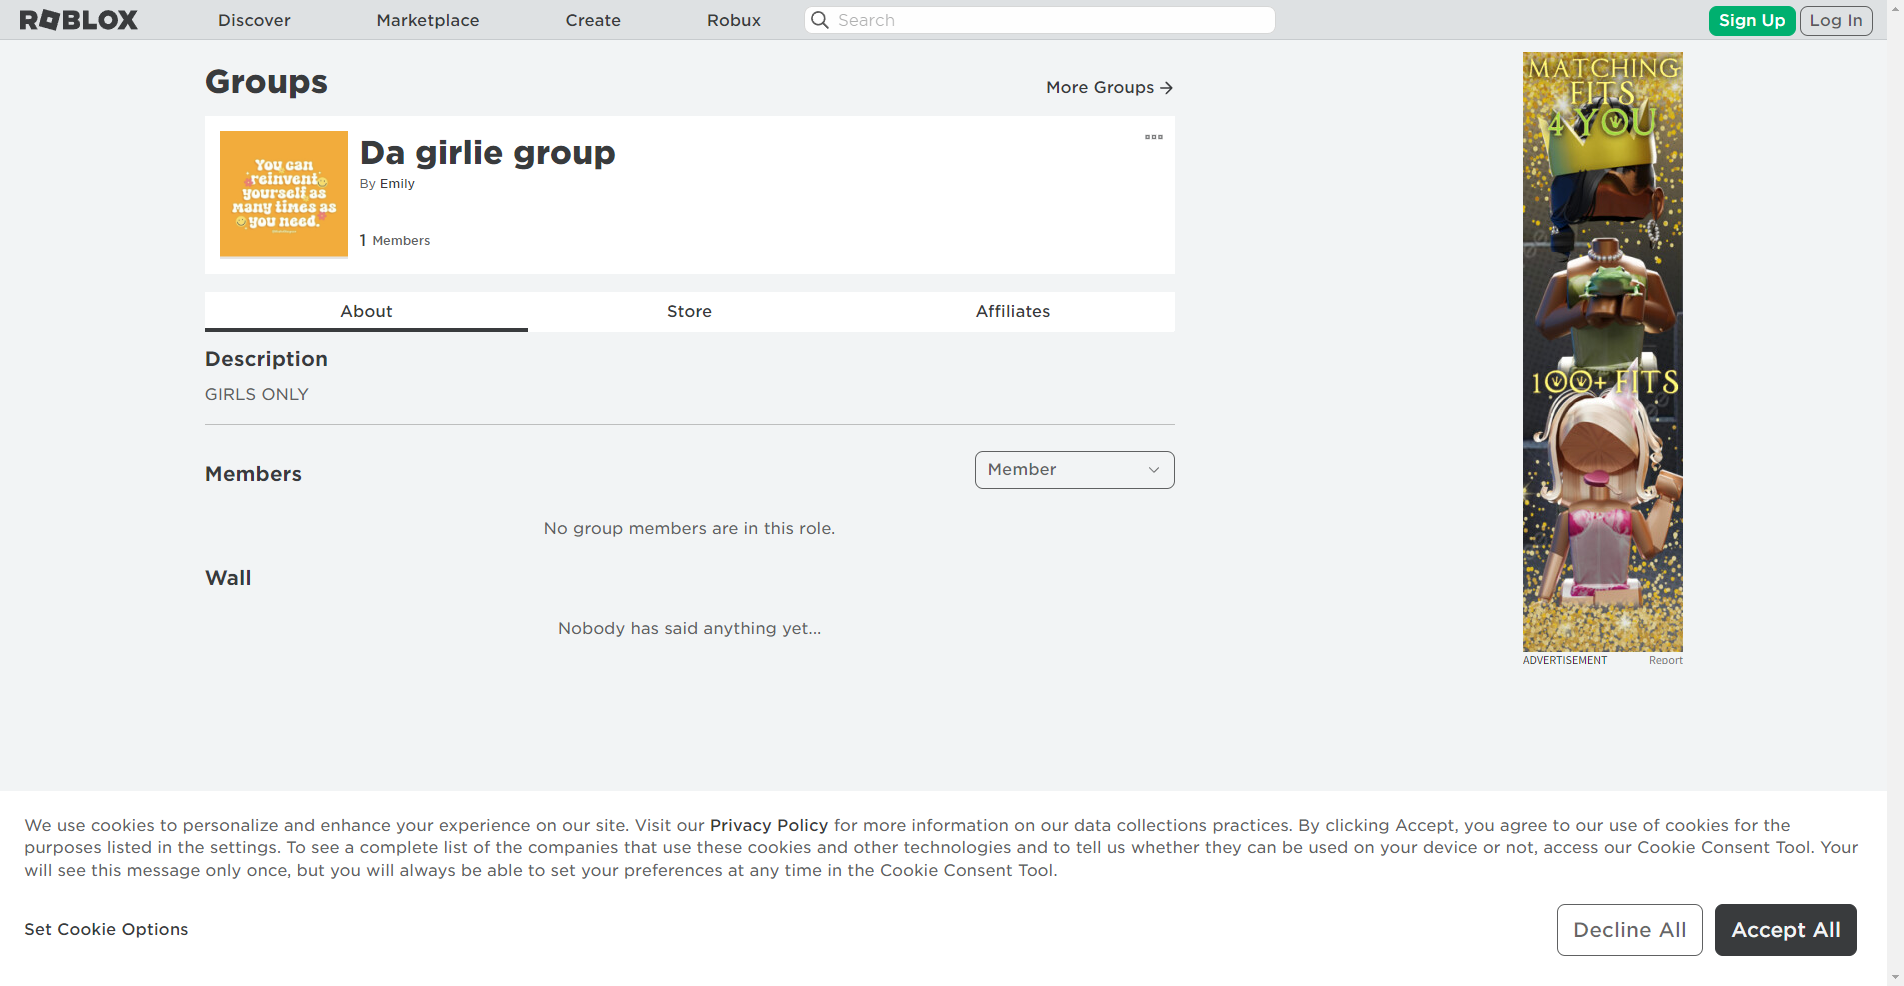 ROBLOX
Discover
Marketplace
Create
Robux
Search
Sign Up
Log In
Groups
More Groups
You can
reinvent
yourself as
many times as
you need.
Da girlie group
By Emily
1 Members
About
Store
Affiliates
Description
GIRLS ONLY
Members
Member
No group members are in this role.
Wall
Nobody has said anything yet...
MATCHING
FITS
4 YOU
100+ FITS
ADVERTISEMENT
Report
We use cookies to personalize and enhance your experience on our site. Visit our Privacy Policy for more information on our data collections practices. By clicking Accept, you agree to our use of cookies for the
purposes listed in the settings. To see a complete list of the companies that use these cookies and other technologies and to tell us whether they can be used on your device or not, access our Cookie Consent Tool. Your
will see this message only once, but you will always be able to set your preferences at any time in the Cookie Consent Tool.
Set Cookie Options
Decline All
Accept All